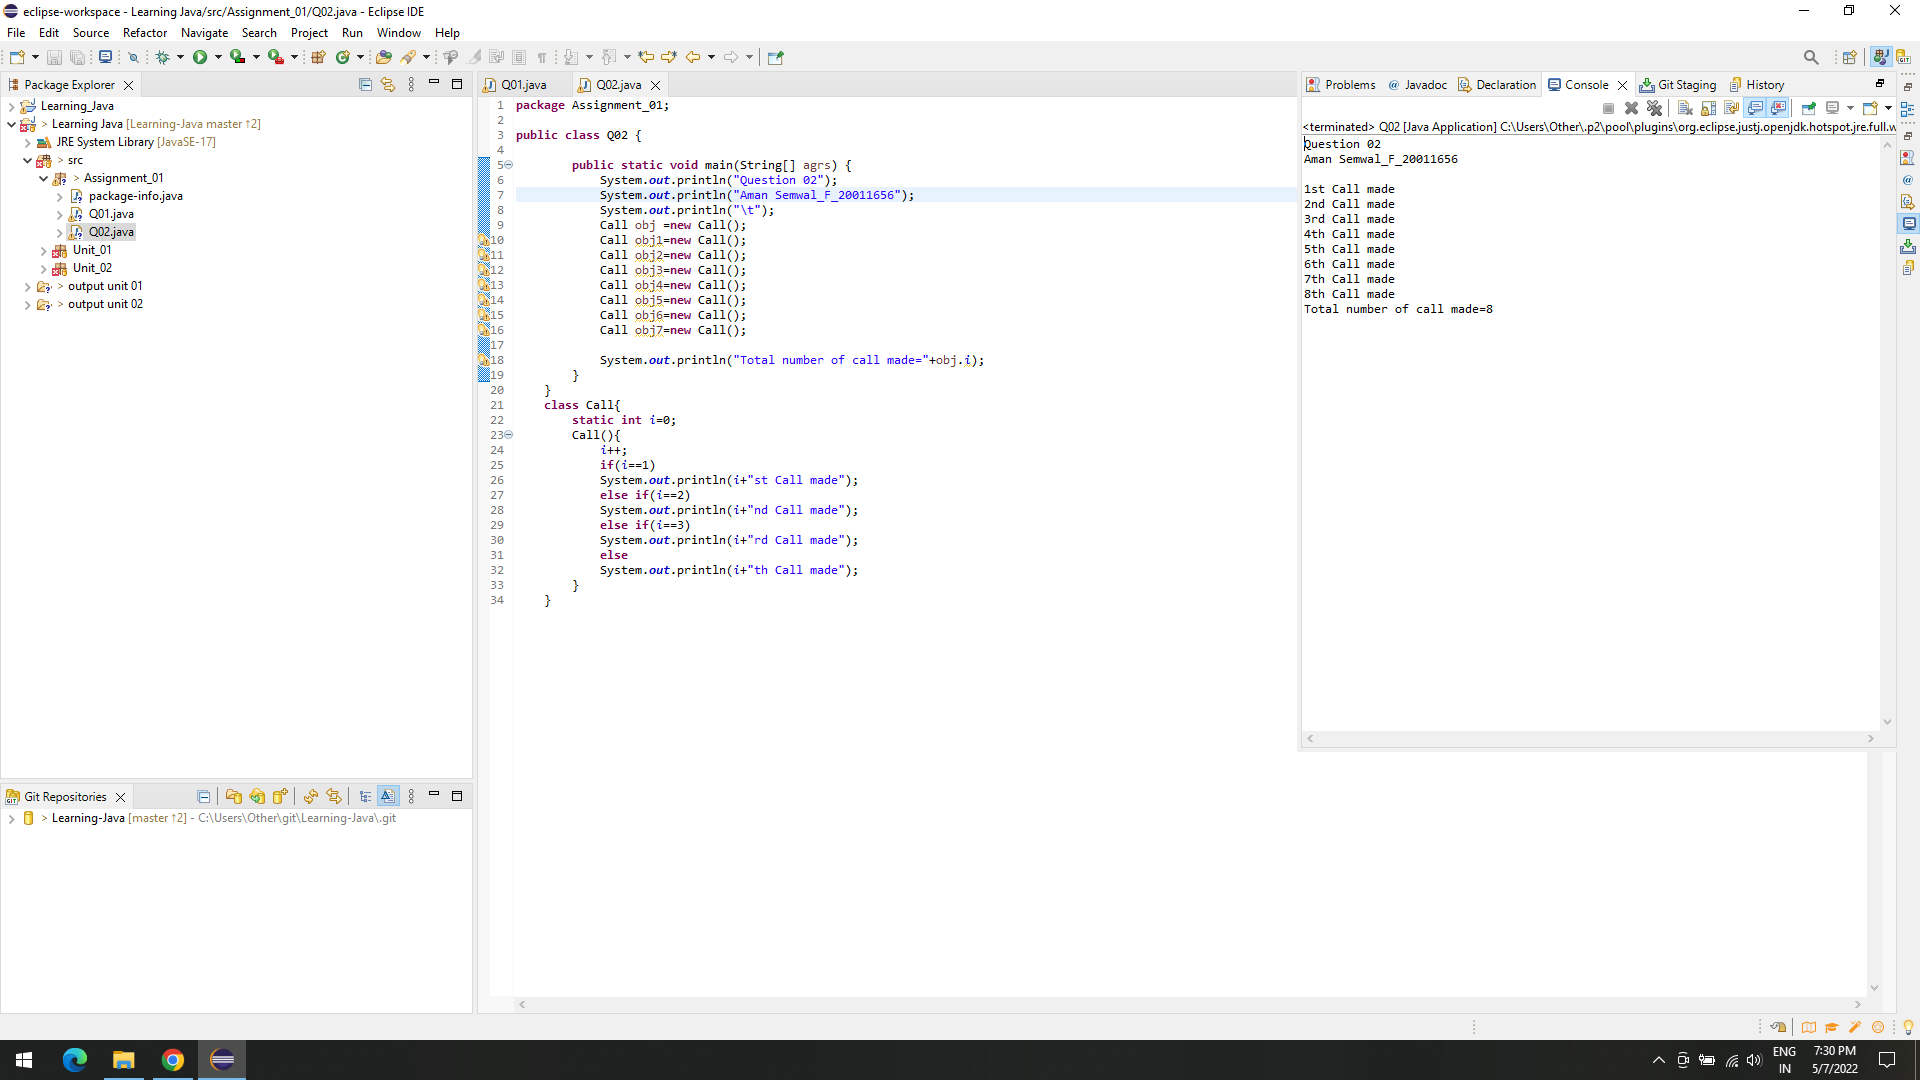 eclipse-workspace - Learning Java/src/Assignment_01/Q02.java - Eclipse IDE
File Edit Source Refactor Navigate Search Project Run Window Help
Package Explorer
Learning_Java
> Learning Java [Learning-Java master ↑2]
JRE System Library [JavaSE-17]
> src
> Assignment_01
package-info.java
Q01.java
Q02.java
Unit_01
Unit_02
> output unit 01
> output unit 02
Git Repositories
> Learning-Java [master ↑2] - C:\Users\Other\git\Learning-Java\.git
Q01.java Q02.java
1 package Assignment_01;
2
3 public class Q02 {
4
5 public static void main(String[] agrs) {
6 System.out.println("Question 02");
7 System.out.println("Aman Semwal_F_20011656");
8 System.out.println("\t");
9 Call obj =new Call();
10 Call obj1=new Call();
11 Call obj2=new Call();
12 Call obj3=new Call();
13 Call obj4=new Call();
14 Call obj5=new Call();
15 Call obj6=new Call();
16 Call obj7=new Call();
17
18 System.out.println("Total number of call made="+obj.i);
19 }
20 }
21 class Call{
22 static int i=0;
23 Call(){
24 i++;
25 if(i==1)
26 System.out.println(i+"st Call made");
27 else if(i==2)
28 System.out.println(i+"nd Call made");
29 else if(i==3)
30 System.out.println(i+"rd Call made");
31 else
32 System.out.println(i+"th Call made");
33 }
34 }
Problems @ Javadoc Declaration Console Git Staging History
<terminated> Q02 [Java Application] C:\Users\Other\.p2\pool\plugins\org.eclipse.justj.openjdk.hotspot.jre.full.w
Question 02
Aman Semwal_F_20011656
1st Call made
2nd Call made
3rd Call made
4th Call made
5th Call made
6th Call made
7th Call made
8th Call made
Total number of call made=8
ENG
IN
7:30 PM
5/7/2022